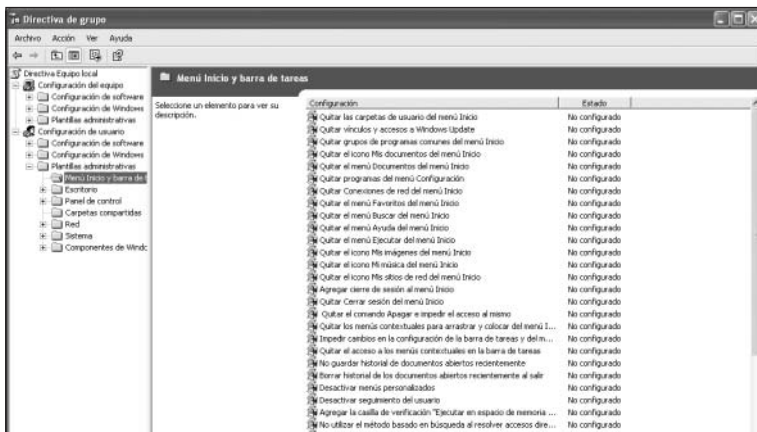 Directiva de grupo
Archivo Acción Ver Ayuda
Directiva Equipo local
Configuración del equipo
Configuración de software
Configuración de Windows
Plantillas administrativas
Configuración de usuario
Configuración de software
Configuración de Windows
Plantillas administrativas
Menú Inicio y barra de t
Escritorio
Panel de control
Carpetas compartidas
Red
Sistema
Componentes de Windc
Menú Inicio y barra de tareas
Seleccione un elemento para ver su
descripción.
Configuración Estado
Quitar las carpetas de usuario del menú Inicio No configurado
Quitar vínculos y accesos a Windows Update No configurado
Quitar grupos de programas comunes del menú Inicio No configurado
Quitar el icono Mis documentos del menú Inicio No configurado
Quitar el menú Documentos del menú Inicio No configurado
Quitar programas del menú Configuración No configurado
Quitar Conexiones de red del menú Inicio No configurado
Quitar el menú Favoritos del menú Inicio No configurado
Quitar el menú Buscar del menú Inicio No configurado
Quitar el menú Ayuda del menú Inicio No configurado
Quitar el menú Ejecutar del menú Inicio No configurado
Quitar el icono Mis imágenes del menú Inicio No configurado
Quitar el icono Mi música del menú Inicio No configurado
Quitar el icono Mis sitios de red del menú Inicio No configurado
Agregar cierre de sesión al menú Inicio No configurado
Quitar Cerrar sesión del menú Inicio No configurado
Quitar el comando Apagar e impedir el acceso al mismo No configurado
Quitar los menús contextuales para arrastrar y colocar del menú I... No configurado
Impedir cambios en la configuración de la barra de tareas y del m... No configurado
Quitar el acceso a los menús contextuales en la barra de tareas No configurado
No guardar historial de documentos abiertos recientemente No configurado
Borrar historial de los documentos abiertos recientemente al salir No configurado
Desactivar menús personalizados No configurado
Desactivar seguimiento del usuario No configurado
Agregar la casilla de verificación "Ejecutar en espacio de memoria ... No configurado
No utilizar el método basado en búsqueda al resolver accesos dire... No configurado